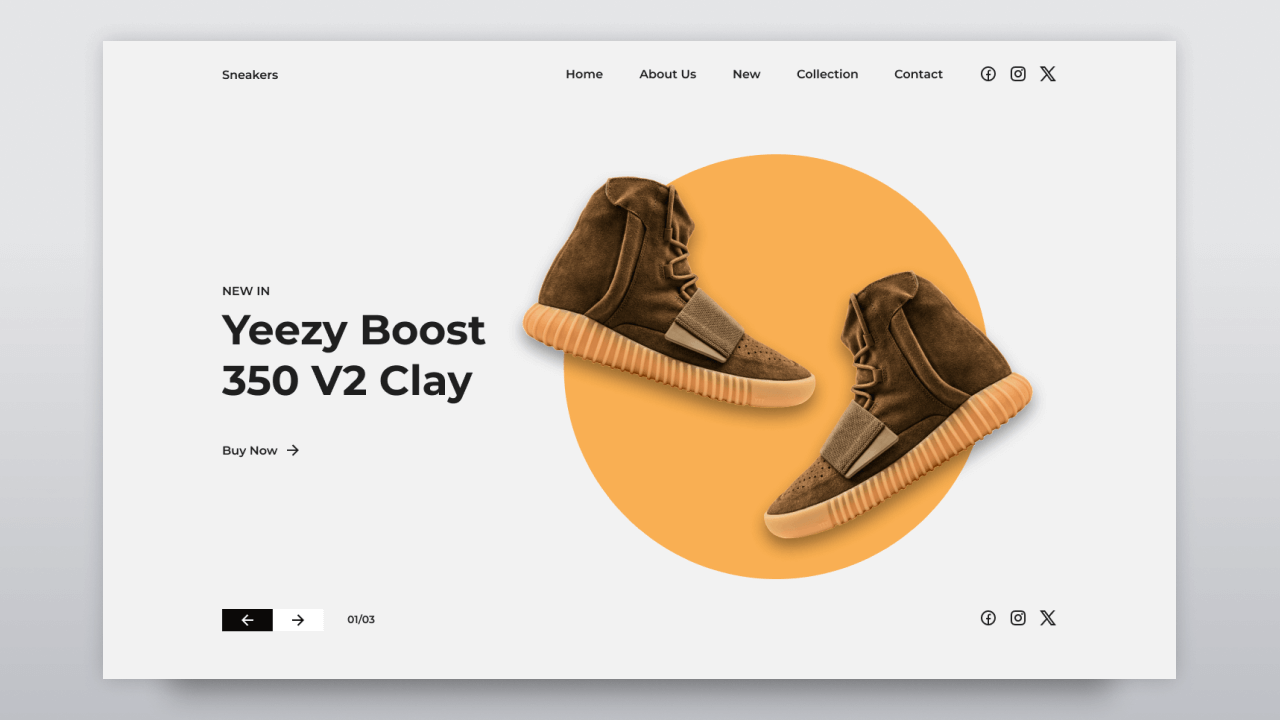 Sneakers
Home About Us New Collection Contact
NEW IN
Yeezy Boost
350 V2 Clay
Buy Now
01/03